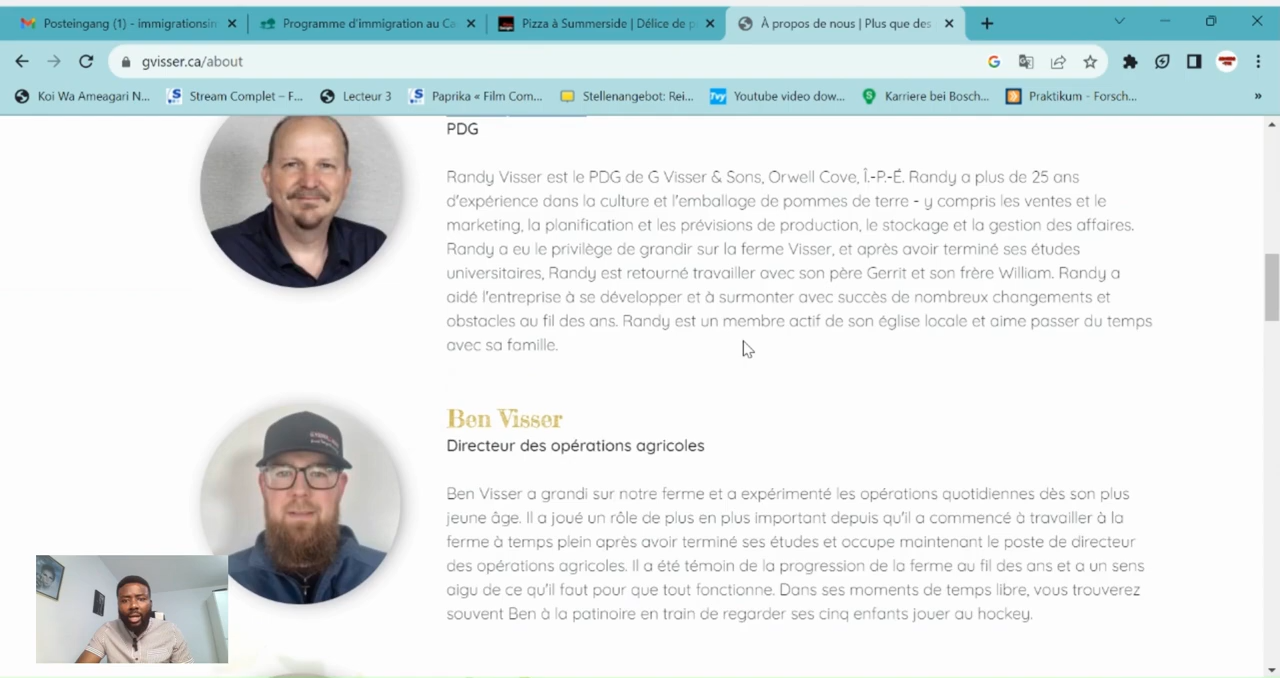 Posteingang (1) - immigrationsin
Programme d'immigration au Ca
Pizza à Summerside | Délice de p
À propos de nous | Plus que des
gvisser.ca/about
Koi Wa Ameagari N...
Stream Complet – F...
Lecteur 3
Paprika « Film Com...
Stellenangebot: Rei...
Youtube video dow...
Karriere bei Bosch...
Praktikum - Forsch...
»
PDG
Randy Visser est le PDG de G Visser & Sons, Orwell Cove, Î.-P.-É. Randy a plus de 25 ans
d'expérience dans la culture et l'emballage de pommes de terre - y compris les ventes et le
marketing, la planification et les prévisions de production, le stockage et la gestion des affaires.
Randy a eu le privilège de grandir sur la ferme Visser, et après avoir terminé ses études
universitaires, Randy est retourné travailler avec son père Gerrit et son frère William. Randy a
aidé l'entreprise à se développer et à surmonter avec succès de nombreux changements et
obstacles au fil des ans. Randy est un membre actif de son église locale et aime passer du temps
avec sa famille.
Ben Visser
Directeur des opérations agricoles
Ben Visser a grandi sur notre ferme et a expérimenté les opérations quotidiennes dès son plus
jeune âge. Il a joué un rôle de plus en plus important depuis qu'il a commencé à travailler à la
ferme à temps plein après avoir terminé ses études et occupe maintenant le poste de directeur
des opérations agricoles. Il a été témoin de la progression de la ferme au fil des ans et a un sens
aigu de ce qu'il faut pour que tout fonctionne. Dans ses moments de temps libre, vous trouverez
souvent Ben à la patinoire en train de regarder ses cinq enfants jouer au hockey.